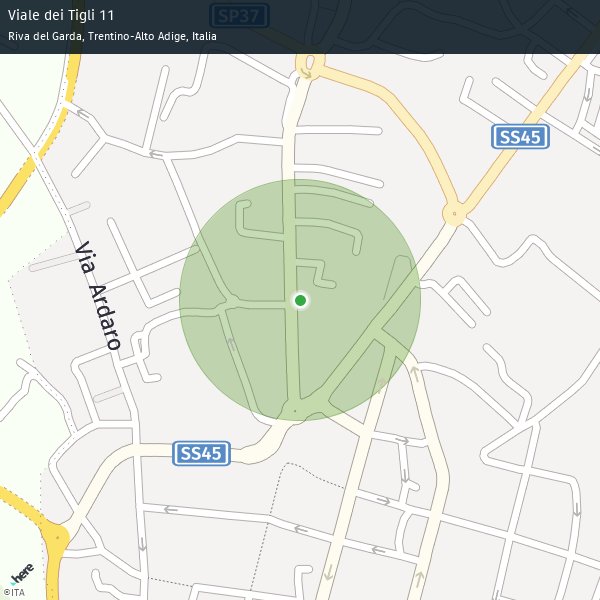 Viale dei Tigli 11
SP37
Riva del Garda, Trentino-Alto Adige, Italia
SS45
Via Ardaro
SS45
here
©ITA